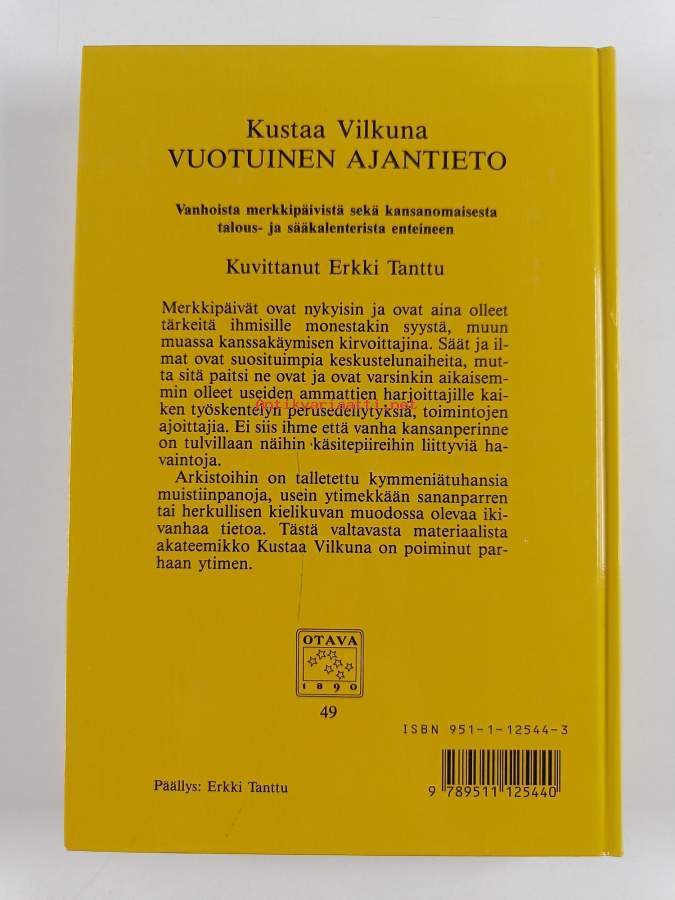 Kustaa Vilkuna
VUOTUINEN AJANTIETO
Vanhoista merkkipäivistä sekä kansanomaisesta
talous- ja sääkalenterista enteineen
Kuvittanut Erkki Tanttu
Merkkipäivät ovat nykyisin ja ovat aina olleet
tärkeitä ihmisille monestakin syystä, muun
muassa kanssakäymisen kirvoittajina. Säät ja il-
mat ovat suosituimpia keskustelunaiheita, mut-
ta sitä paitsi ne ovat ja ovat varsinkin aikaisem-
min olleet useiden ammattien harjoittajille kai-
Antikvariaatti.net
ken työskentelyn perusedellytyksiä, toimintojen
ajoittajia. Ei siis ihme että vanha kansanperinne
on tulvillaan näihin käsitepiireihin liittyviä ha-
vaintoja.
Arkistoihin on talletettu kymmeniätuhansia
muistiinpanoja, usein ytimekkään sananparren
tai herkullisen kielikuvan muodossa olevaa iki-
vanhaa tietoa. Tästä valtavasta materiaalista
akateemikko Kustaa Vilkuna on poiminut par-
haan ytimen.
OTAVA
1890
49
ISBN 951-1-12544-3
9 789511 125440
Päällys: Erkki Tanttu